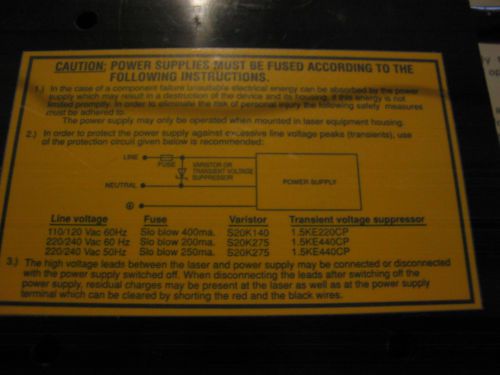 CAUTION: POWER SUPPLIES MUST BE FUSED ACCORDING TO THE
FOLLOWING INSTRUCTIONS.
1.) In the case of a component failure unsuitable electrical energy can be absorbed by the power
supply which may result in a destruction of the device and its housing, if this energy is not
limited promptly. In order to eliminate the risk of personal injury the following safety measures
must be adhered to.
The power supply may only be operated when mounted in laser equipment housing.
2.) In order to protect the power supply against excessive line voltage peaks (transients), use
of the protection circuit given below is recommended:
LINE
FUSE
VARISTOR OR
TRANSIENT VOLTAGE
SUPPRESSOR
NEUTRAL
POWER SUPPLY
Line voltage Fuse Varistor Transient voltage suppressor
110/120 Vac 60Hz Slo blow 400ma. S20K140 1.5KE220CP
220/240 Vac 60 Hz Slo blow 200ma. S20K275 1.5KE440CP
220/240 Vac 50Hz Slo blow 250ma. S20K275 1.5KE440CP
3.) The high voltage leads between the laser and power supply may be connected or disconnected
with the power supply switched off. When disconnecting the leads after switching off the
power supply, residual charges may be present at the laser as well as at the power supply
terminal which can be cleared by shorting the red and the black wires.